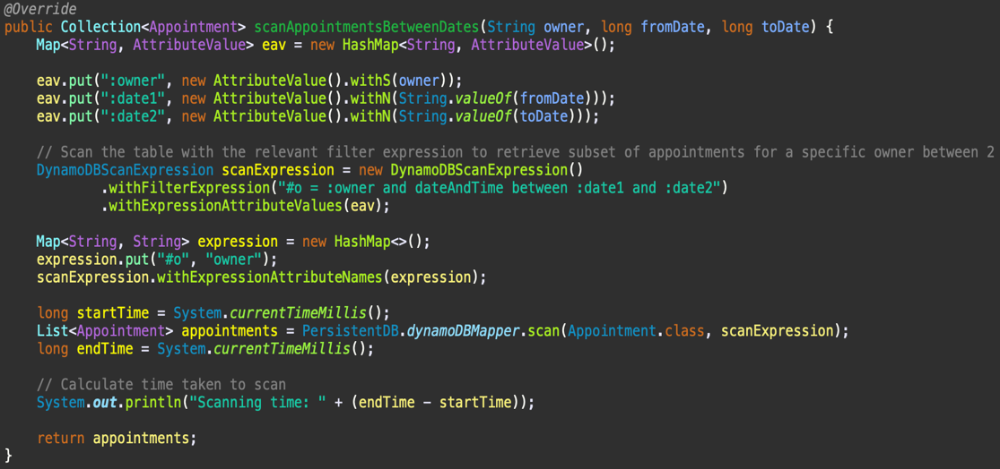 @Override
public Collection<Appointment> scanAppointmentsBetweenDates(String owner, long fromDate, long toDate) {
    Map<String, AttributeValue> eav = new HashMap<String, AttributeValue>();

    eav.put(":owner", new AttributeValue().withS(owner));
    eav.put(":date1", new AttributeValue().withN(String.valueOf(fromDate)));
    eav.put(":date2", new AttributeValue().withN(String.valueOf(toDate)));

    // Scan the table with the relevant filter expression to retrieve subset of appointments for a specific owner between 2
    DynamoDBScanExpression scanExpression = new DynamoDBScanExpression()
            .withFilterExpression("#o = :owner and dateAndTime between :date1 and :date2")
            .withExpressionAttributeValues(eav);

    Map<String, String> expression = new HashMap<>();
    expression.put("#o", "owner");
    scanExpression.withExpressionAttributeNames(expression);

    long startTime = System.currentTimeMillis();
    List<Appointment> appointments = PersistentDB.dynamoDBMapper.scan(Appointment.class, scanExpression);
    long endTime = System.currentTimeMillis();

    // Calculate time taken to scan
    System.out.println("Scanning time: " + (endTime - startTime));

    return appointments;
}